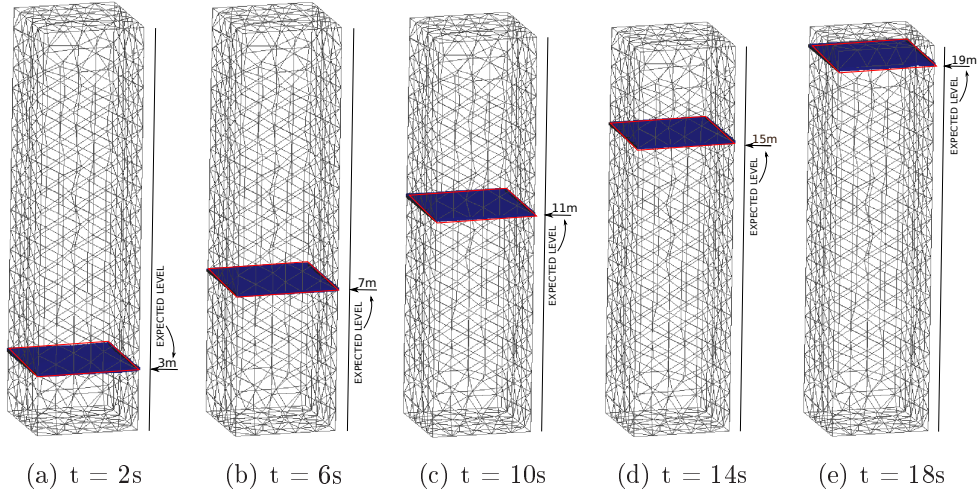 EXPECTED LEVEL
3m
EXPECTED LEVEL
7m
EXPECTED LEVEL
11m
EXPECTED LEVEL
15m
EXPECTED LEVEL
19m
(a) t = 2s
(b) t = 6s
(c) t = 10s
(d) t = 14s
(e) t = 18s